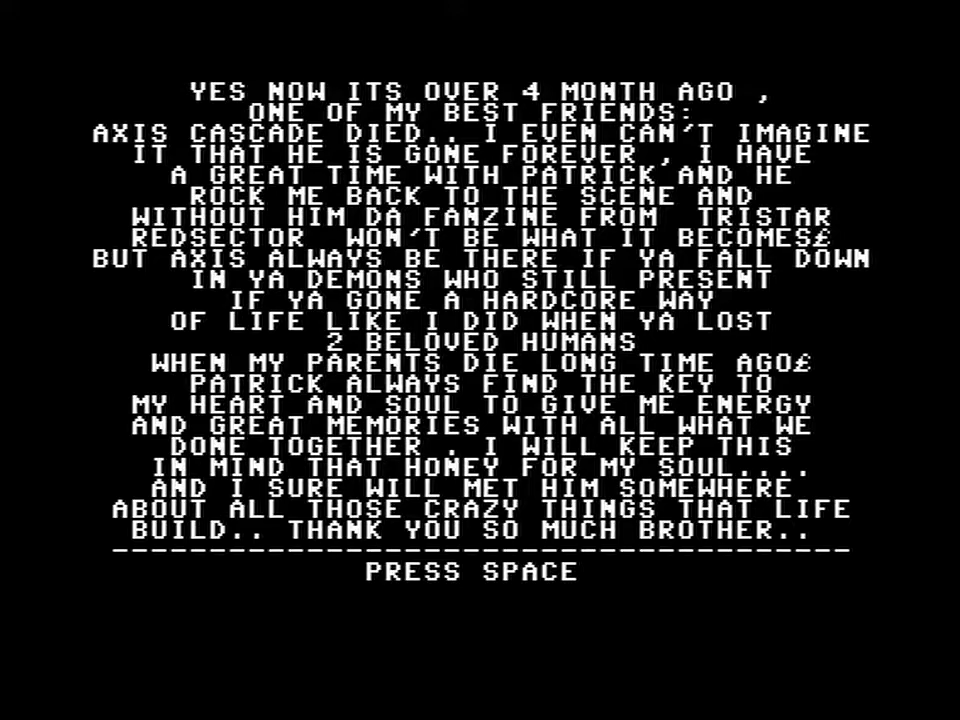 YES NOW ITS OVER 4 MONTH AGO ,
ONE OF MY BEST FRIENDS:
AXIS CASCADE DIED.. I EVEN CAN'T IMAGINE
IT THAT HE IS GONE FOREVER , I HAVE
A GREAT TIME WITH PATRICK AND HE
ROCK ME BACK TO THE SCENE AND
WITHOUT HIM DA FANZINE FROM TRISTAR
REDSECTOR WON'T BE WHAT IT BECOMES£
BUT AXIS ALWAYS BE THERE IF YA FALL DOWN
IN YA DEMONS WHO STILL PRESENT
IF YA GONE A HARDCORE WAY
OF LIFE LIKE I DID WHEN YA LOST
2 BELOVED HUMANS
WHEN MY PARENTS DIE LONG TIME AGO£
PATRICK ALWAYS FIND THE KEY TO
MY HEART AND SOUL TO GIVE ME ENERGY
AND GREAT MEMORIES WITH ALL WHAT WE
DONE TOGETHER . I WILL KEEP THIS
IN MIND THAT HONEY FOR MY SOUL....
AND I SURE WILL MET HIM SOMEWHERE
ABOUT ALL THOSE CRAZY THINGS THAT LIFE
BUILD.. THANK YOU SO MUCH BROTHER..
--------------------------------------
PRESS SPACE